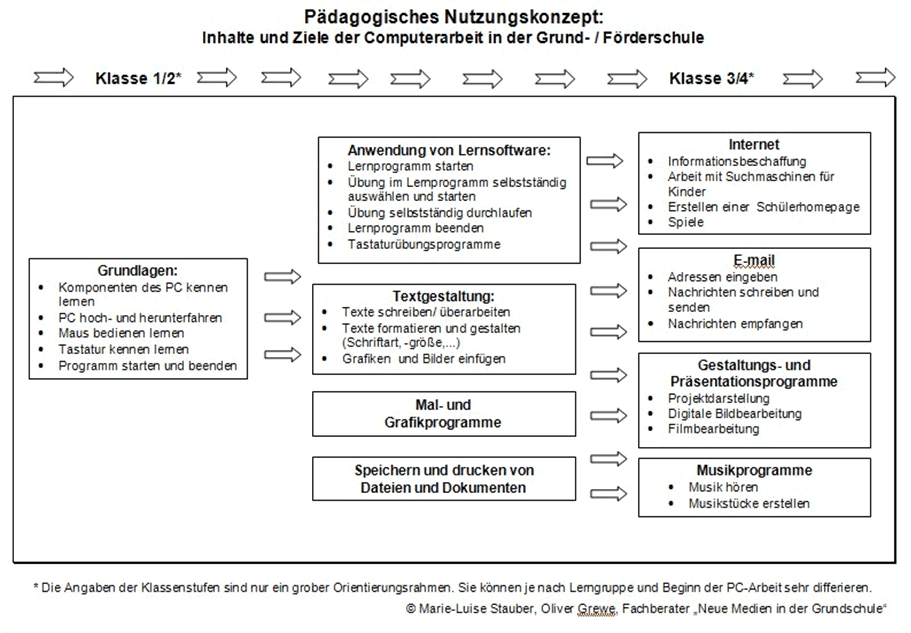 Pädagogisches Nutzungskonzept:
Inhalte und Ziele der Computerarbeit in der Grund- / Förderschule
Klasse 1/2*
Klasse 3/4*
Grundlagen:
• Komponenten des PC kennen
lernen
• PC hoch- und herunterfahren
• Maus bedienen lernen
• Tastatur kennen lernen
• Programm starten und beenden
Anwendung von Lernsoftware:
• Lernprogramm starten
• Übung im Lernprogramm selbstständig
auswählen und starten
• Übung selbstständig durchlaufen
• Lernprogramm beenden
• Tastaturübungsprogramme
Textgestaltung:
• Texte schreiben/ überarbeiten
• Texte formatieren und gestalten
(Schriftart, -größe,...)
• Grafiken und Bilder einfügen
Mal- und
Grafikprogramme
Speichern und drucken von
Dateien und Dokumenten
Internet
• Informationsbeschaffung
• Arbeit mit Suchmaschinen für
Kinder
• Erstellen einer Schülerhomepage
• Spiele
E-mail
• Adressen eingeben
• Nachrichten schreiben und
senden
• Nachrichten empfangen
Gestaltungs- und
Präsentationsprogramme
• Projektdarstellung
• Digitale Bildbearbeitung
• Filmbearbeitung
Musikprogramme
• Musik hören
• Musikstücke erstellen
* Die Angaben der Klassenstufen sind nur ein grober Orientierungsrahmen. Sie können je nach Lerngruppe und Beginn der PC-Arbeit sehr differieren.
© Marie-Luise Stauber, Oliver Grewe, Fachberater „Neue Medien in der Grundschule“